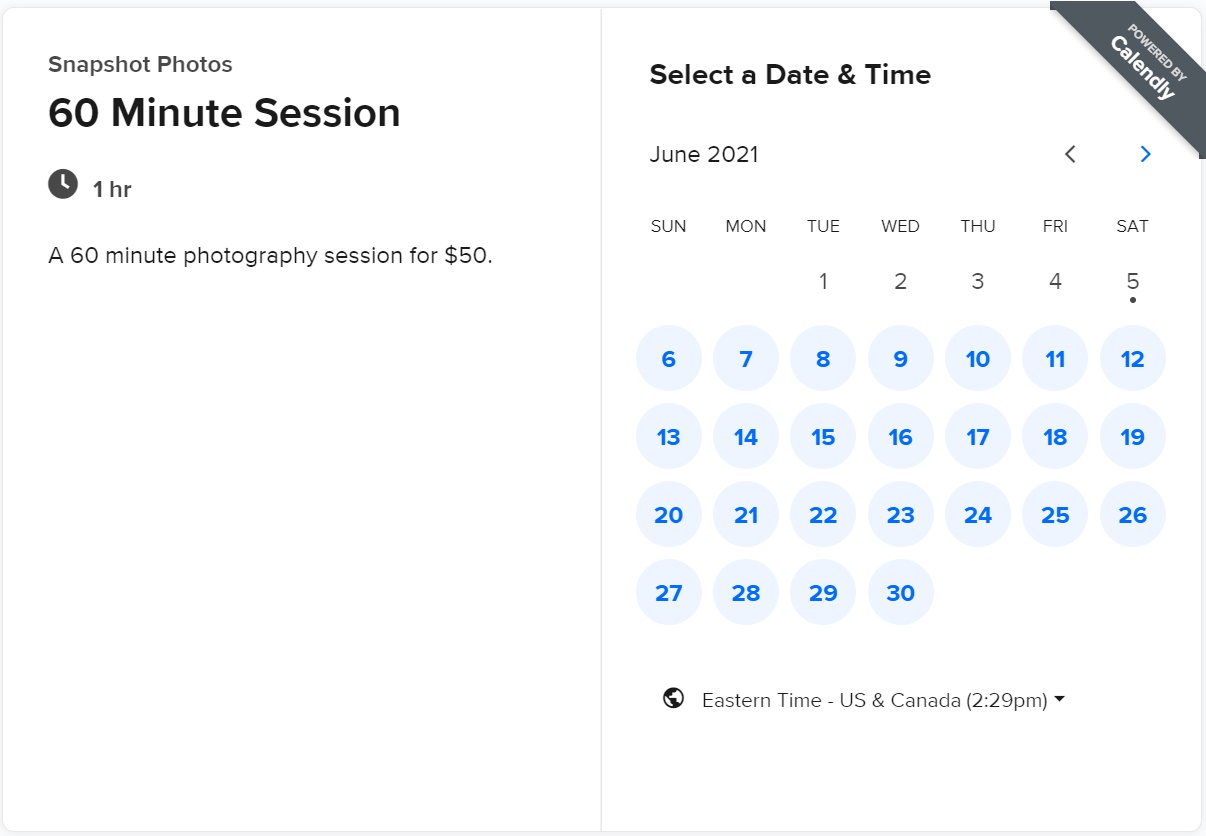 Snapshot Photos
60 Minute Session
1 hr
A 60 minute photography session for $50.
Select a Date & Time
June 2021
SUN MON TUE WED THU FRI SAT
1 2 3 4 5
6 7 8 9 10 11 12
13 14 15 16 17 18 19
20 21 22 23 24 25 26
27 28 29 30
Eastern Time - US & Canada (2:29pm)
POWERED BY
Calendly